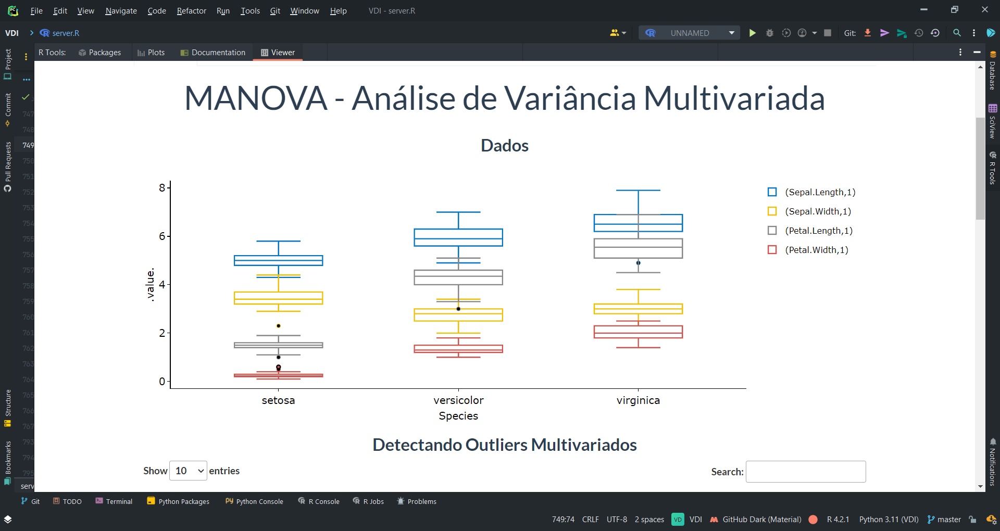 File Edit View Navigate Code Refactor Run Tools Git Window Help VDI - server.R
VDI server.R UNNAMED Git:
R Tools: Packages Plots Documentation Viewer
Project
Commit
Pull Requests
Structure
Bookmarks
747
748
749
750
751
752
753
754
755
756
757
758
759
760
761
762
763
764
765
766
767
793
794
795
serv
MANOVA - Análise de Variância Multivariada
Dados
8
6
4
2
0
.value.
setosa versicolor virginica
Species
(Sepal.Length,1)
(Sepal.Width,1)
(Petal.Length,1)
(Petal.Width,1)
Detectando Outliers Multivariados
Show 10 entries Search:
Database
SciView
R Tools
Notifications
Git TODO Terminal Python Packages Python Console R Console R Jobs Problems
749:74 CRLF UTF-8 2 spaces VD VDI GitHub Dark (Material) R 4.2.1 Python 3.11 (VDI) master